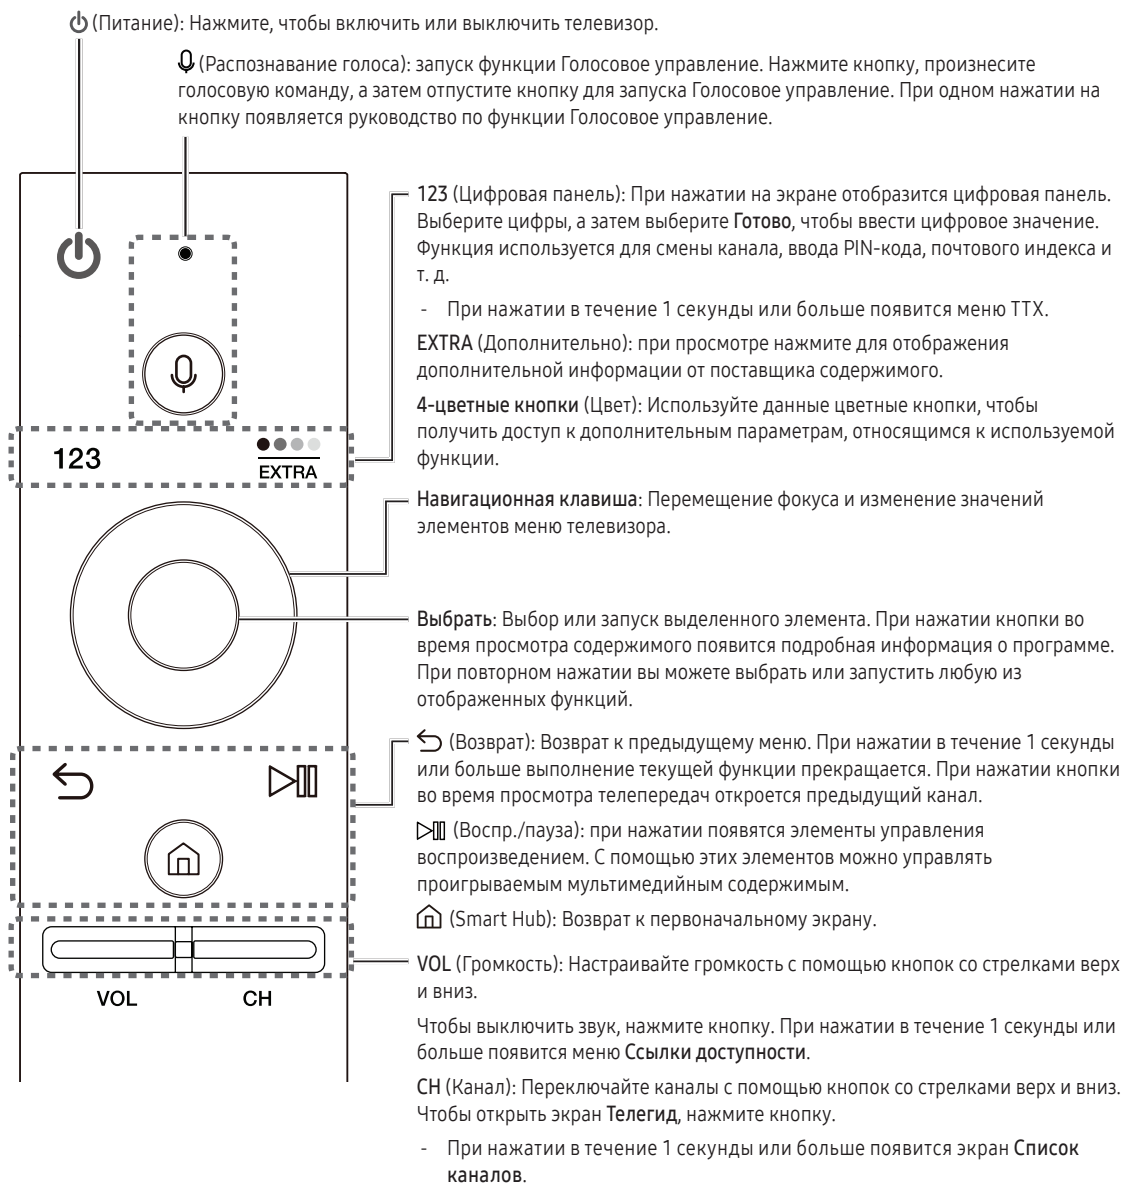 (Питание): Нажмите, чтобы включить или выключить телевизор.
(Распознавание голоса): запуск функции Голосовое управление. Нажмите кнопку, произнесите
голосовую команду, а затем отпустите кнопку для запуска Голосовое управление. При одном нажатии на
кнопку появляется руководство по функции Голосовое управление.
123 (Цифровая панель): При нажатии на экране отобразится цифровая панель.
Выберите цифры, а затем выберите Готово, чтобы ввести цифровое значение.
Функция используется для смены канала, ввода PIN-кода, почтового индекса и
т. д.
- При нажатии в течение 1 секунды или больше появится меню TTX.
EXTRA (Дополнительно): при просмотре нажмите для отображения
дополнительной информации от поставщика содержимого.
4-цветные кнопки (Цвет): Используйте данные цветные кнопки, чтобы
получить доступ к дополнительным параметрам, относящимся к используемой
функции.
123
EXTRA
Навигационная клавиша: Перемещение фокуса и изменение значений
элементов меню телевизора.
Выбрать: Выбор или запуск выделенного элемента. При нажатии кнопки во
время просмотра содержимого появится подробная информация о программе.
При повторном нажатии вы можете выбрать или запустить любую из
отображенных функций.
(Возврат): Возврат к предыдущему меню. При нажатии в течение 1 секунды
или больше выполнение текущей функции прекращается. При нажатии кнопки
во время просмотра телепередач откроется предыдущий канал.
(Воспр./пауза): при нажатии появятся элементы управления
воспроизведением. С помощью этих элементов можно управлять
проигрываемым мультимедийным содержимым.
(Smart Hub): Возврат к первоначальному экрану.
VOL (Громкость): Настраивайте громкость с помощью кнопок со стрелками верх
и вниз.
VOL
CH
Чтобы выключить звук, нажмите кнопку. При нажатии в течение 1 секунды или
больше появится меню Ссылки доступности.
CH (Канал): Переключайте каналы с помощью кнопок со стрелками верх и вниз.
Чтобы открыть экран Телегид, нажмите кнопку.
- При нажатии в течение 1 секунды или больше появится экран Список
каналов.